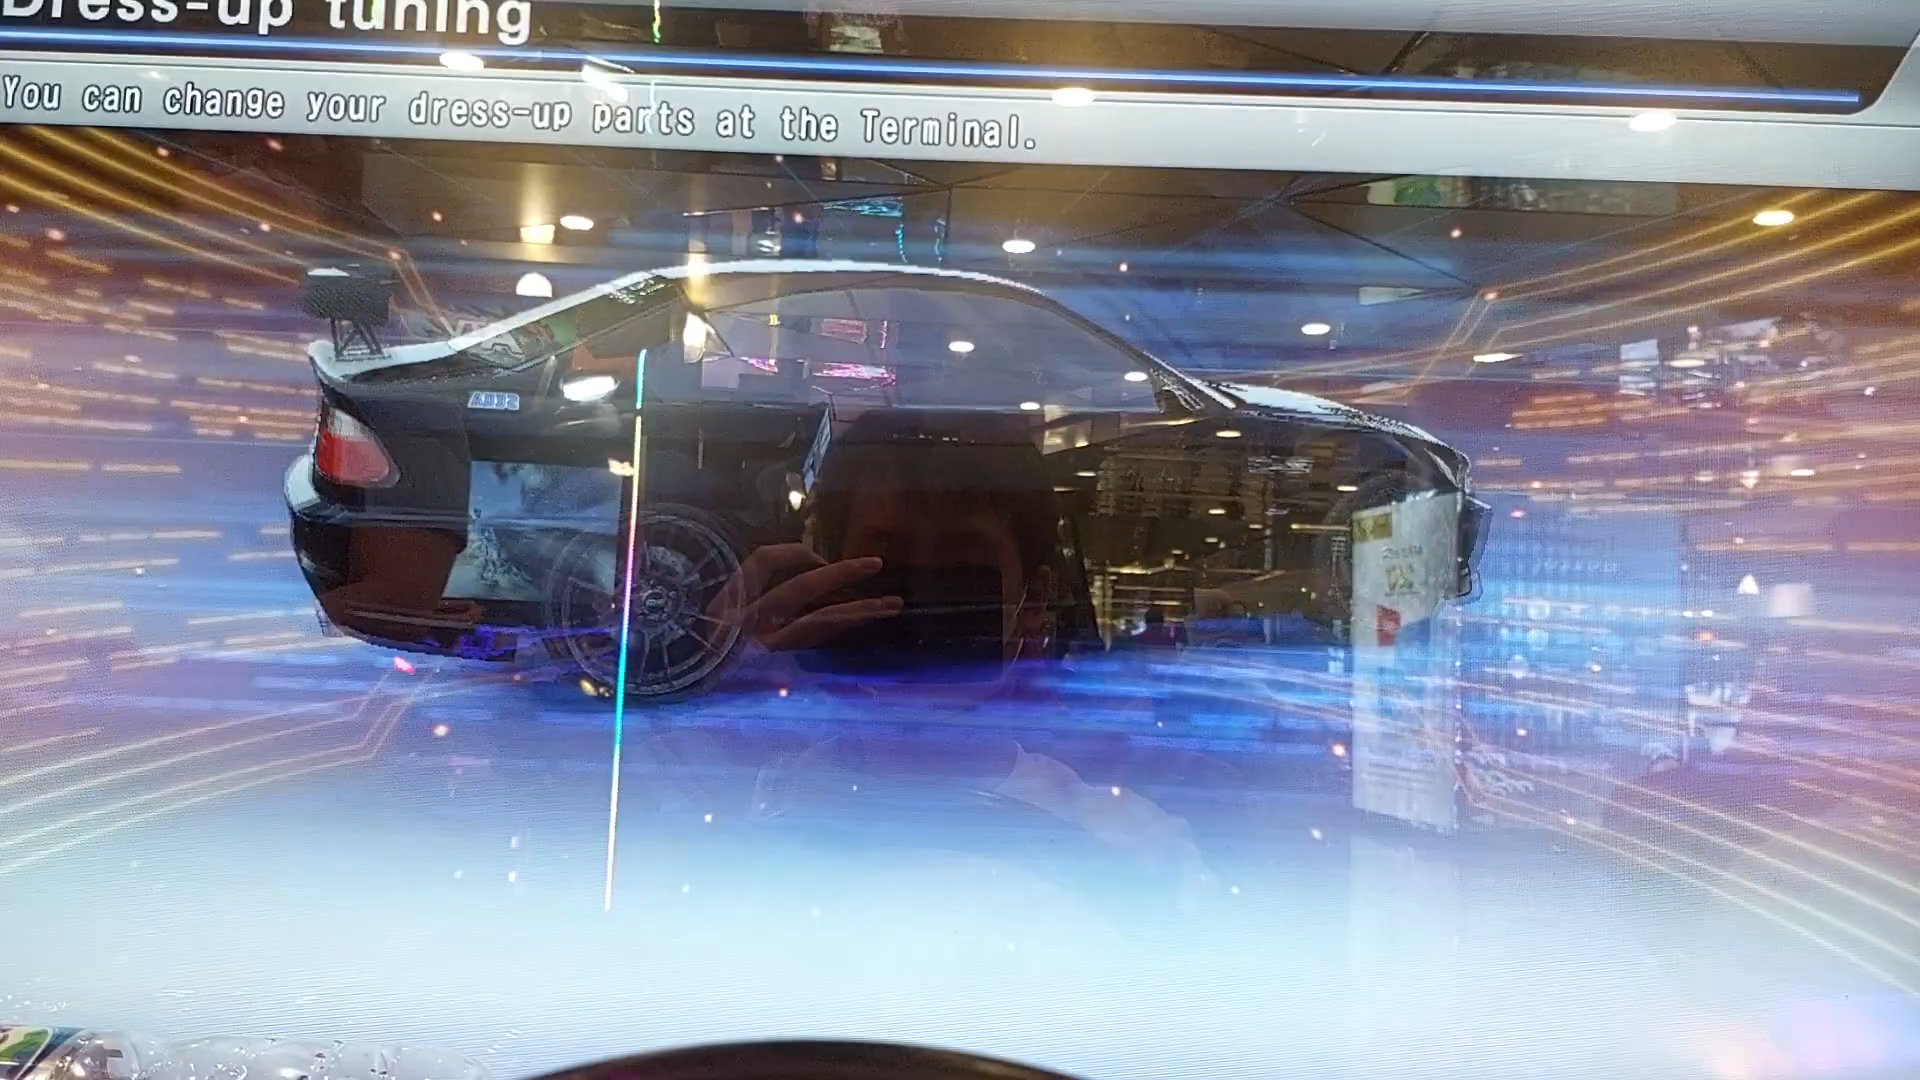 Dress-up tuning
You can change your dress-up parts at the Terminal.